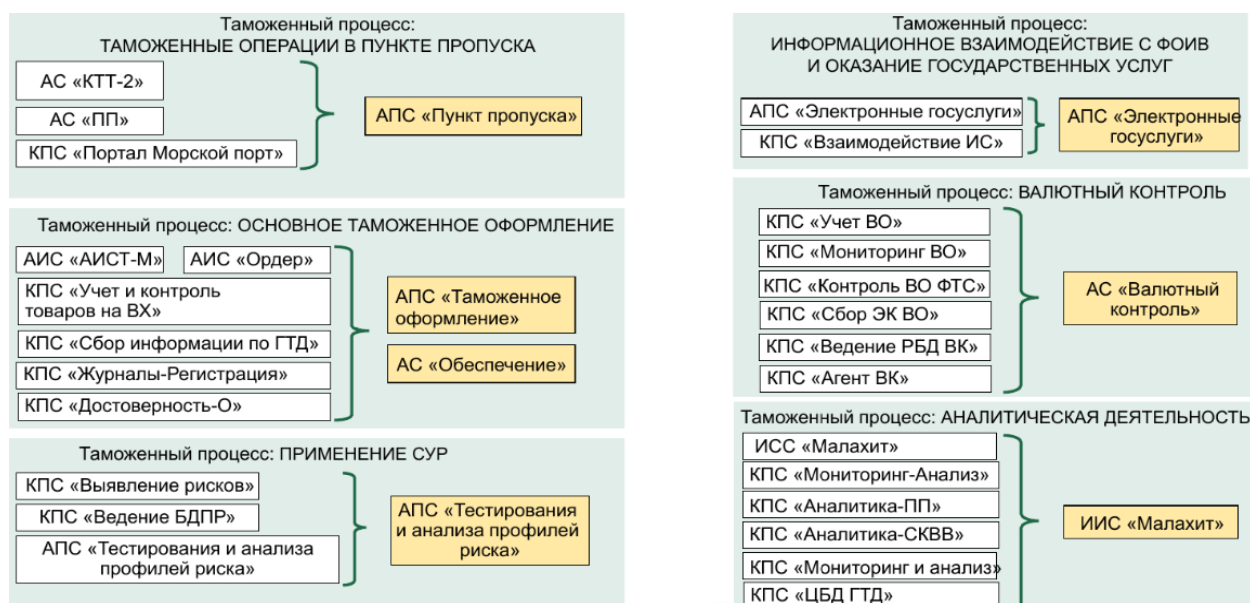 Таможенный процесс:
ТАМОЖЕННЫЕ ОПЕРАЦИИ В ПУНКТЕ ПРОПУСКА
АС «КТТ-2»
АС «ПП»
КПС «Портал Морской порт»
АПС «Пункт пропуска»
Таможенный процесс: ОСНОВНОЕ ТАМОЖЕННОЕ ОФОРМЛЕНИЕ
АИС «АИСТ-М»
АИС «Ордер»
КПС «Учет и контроль
товаров на ВХ»
КПС «Сбор информации по ГТД»
КПС «Журналы-Регистрация»
КПС «Достоверность-О»
АПС «Таможенное
оформление»
АС «Обеспечение»
Таможенный процесс: ПРИМЕНЕНИЕ СУР
КПС «Выявление рисков»
КПС «Ведение БДПР»
АПС «Тестирования и анализа
профилей риска»
АПС «Тестирования
и анализа профилей
риска»
Таможенный процесс:
ИНФОРМАЦИОННОЕ ВЗАИМОДЕЙСТВИЕ С ФОИВ
И ОКАЗАНИЕ ГОСУДАРСТВЕННЫХ УСЛУГ
АПС «Электронные госуслуги»
КПС «Взаимодействие ИС»
АПС «Электронные
госуслуги»
Таможенный процесс: ВАЛЮТНЫЙ КОНТРОЛЬ
КПС «Учет ВО»
КПС «Мониторинг ВО»
КПС «Контроль ВО ФТС»
КПС «Сбор ЭК ВО»
КПС «Ведение РБД ВК»
КПС «Агент ВК»
АС «Валютный
контроль»
Таможенный процесс: АНАЛИТИЧЕСКАЯ ДЕЯТЕЛЬНОСТЬ
ИСС «Малахит»
КПС «Мониторинг-Анализ»
КПС «Аналитика-ПП»
КПС «Аналитика-СКВВ»
КПС «Мониторинг и анализ»
КПС «ЦБД ГТД»
ИИС «Малахит»